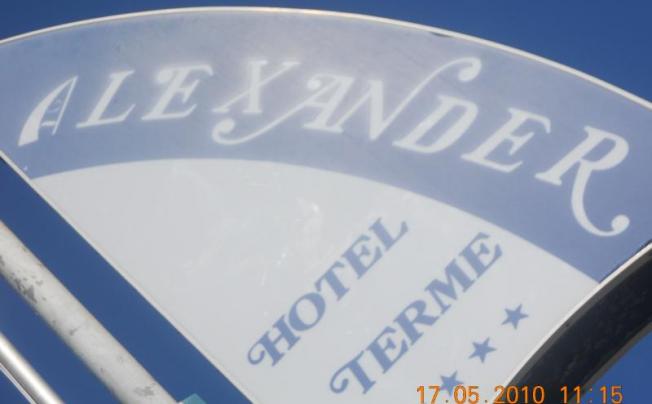 ALEXANDER
HOTEL
TERME
★ ★ ★
17.05.2010 11:15